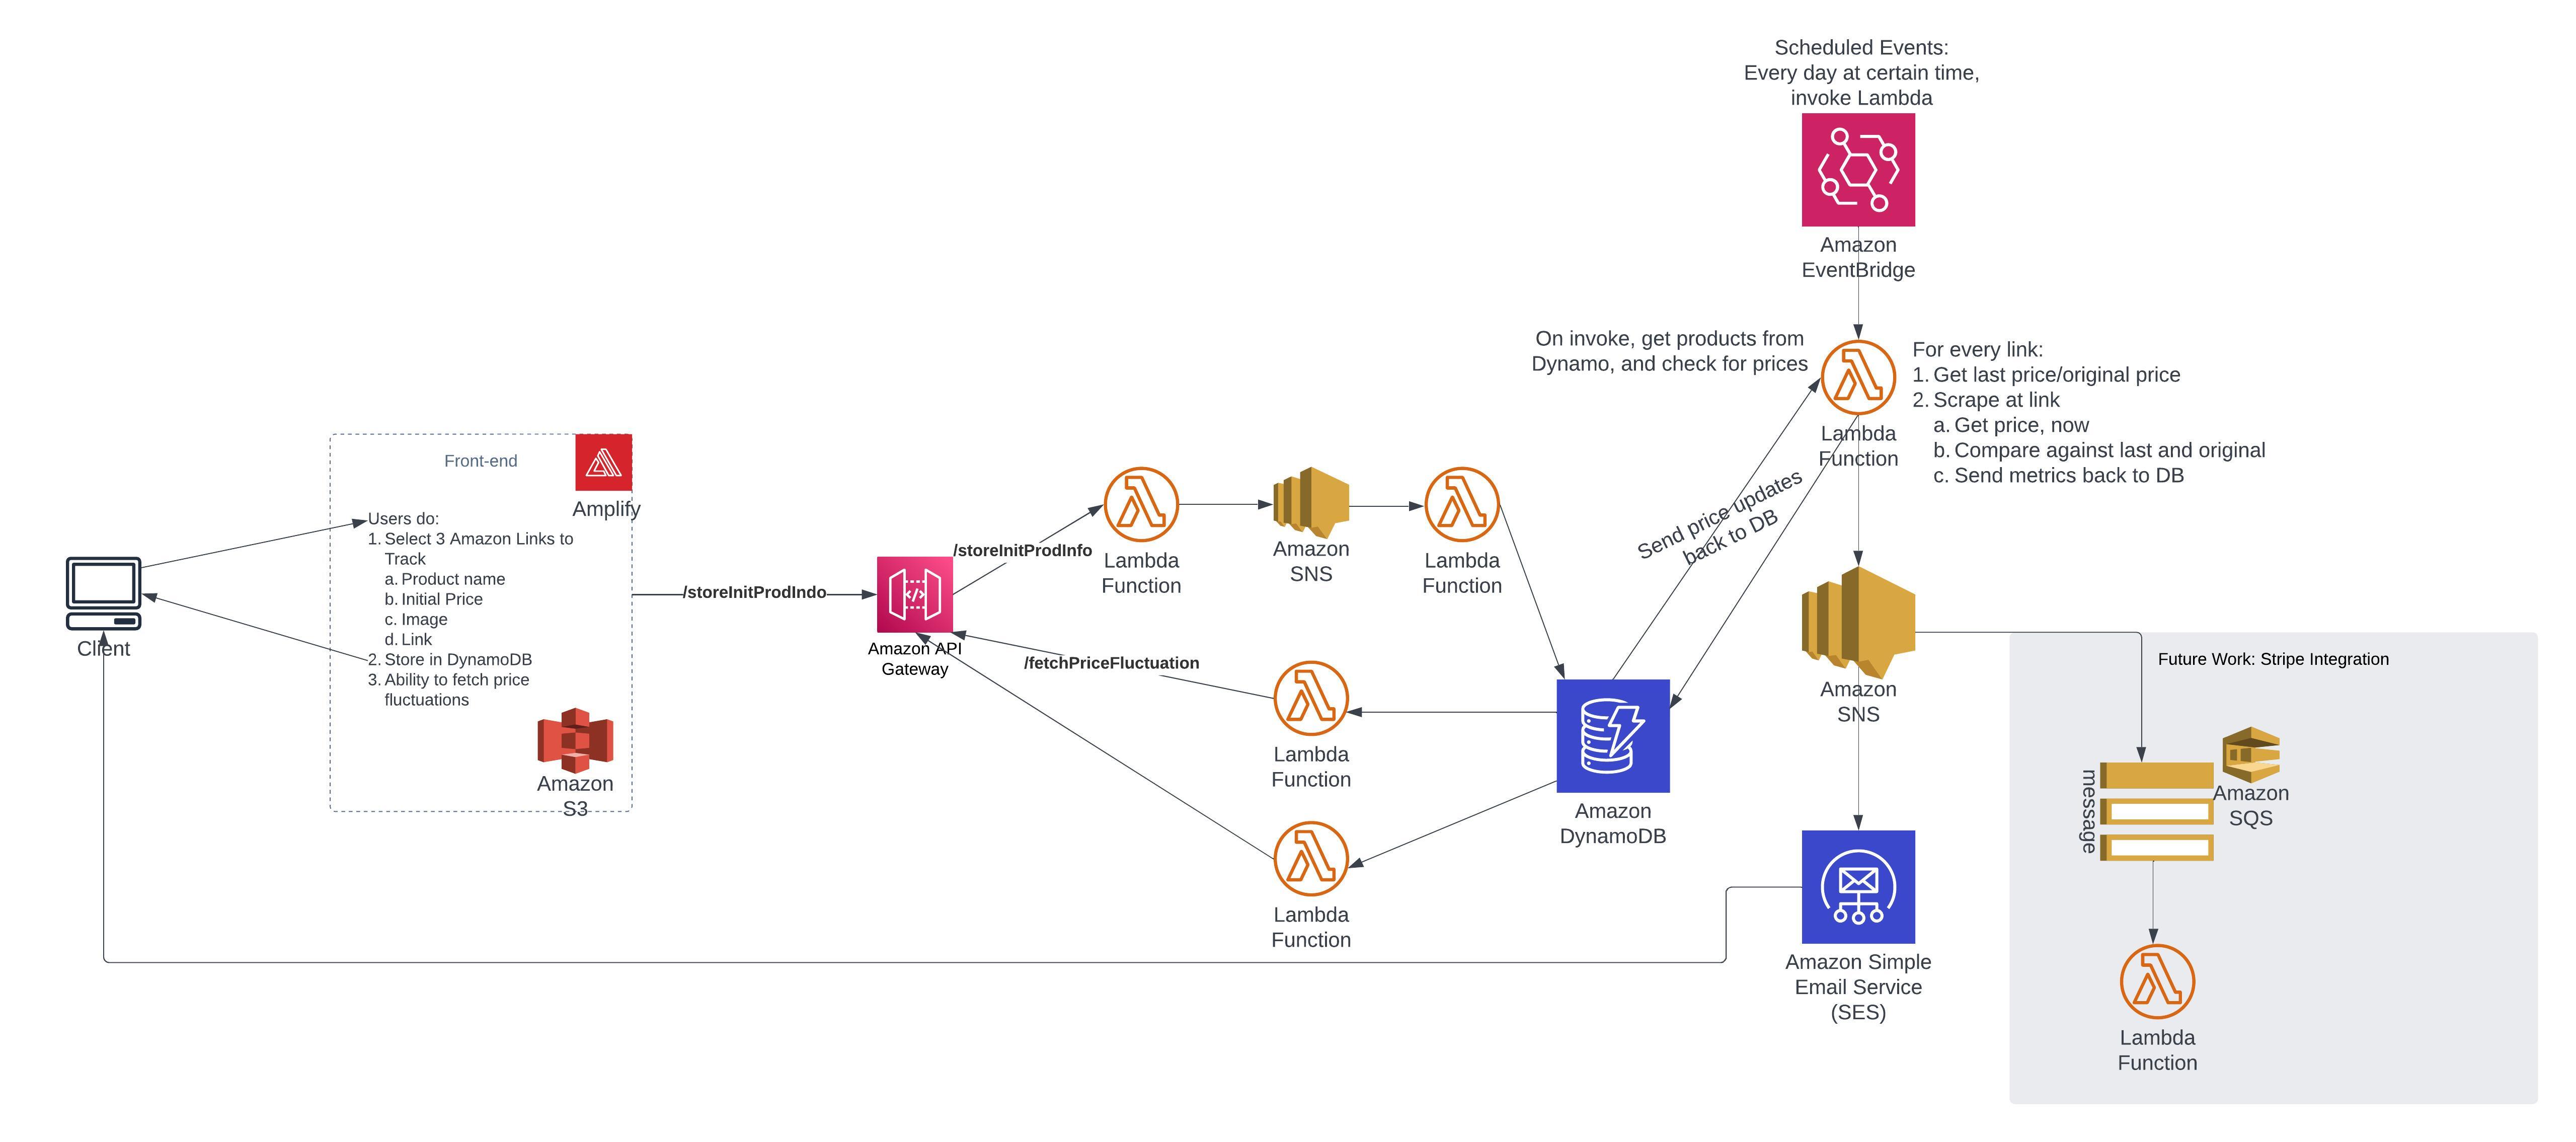 Scheduled Events:
Every day at certain time,
invoke Lambda
Amazon
EventBridge
On invoke, get products from
Dynamo, and check for prices
Lambda
Function
For every link:
1. Get last price/original price
2. Scrape at link
a. Get price, now
b. Compare against last and original
c. Send metrics back to DB
Send price updates
back to DB
Front-end
Amplify
Users do:
1. Select 3 Amazon Links to
Track
a. Product name
b. Initial Price
c. Image
d. Link
2. Store in DynamoDB
3. Ability to fetch price
fluctuations
Amazon
S3
Client
/storeInitProdIndo
Amazon API
Gateway
/storeInitProdInfo
Lambda
Function
Amazon
SNS
Lambda
Function
/fetchPriceFluctuation
Lambda
Function
Lambda
Function
Amazon
DynamoDB
Amazon
SNS
Amazon Simple
Email Service
(SES)
Future Work: Stripe Integration
message
Amazon
SQS
Lambda
Function